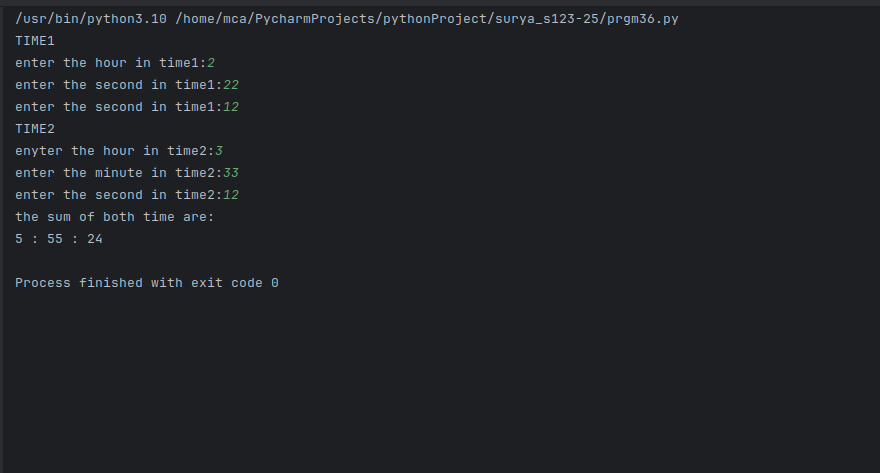 /usr/bin/python3.10 /home/mca/PycharmProjects/pythonProject/surya_s123-25/prgm36.py
TIME1
enter the hour in time1:2
enter the second in time1:22
enter the second in time1:12
TIME2
enyter the hour in time2:3
enter the minute in time2:33
enter the second in time2:12
the sum of both time are:
5 : 55 : 24
Process finished with exit code 0